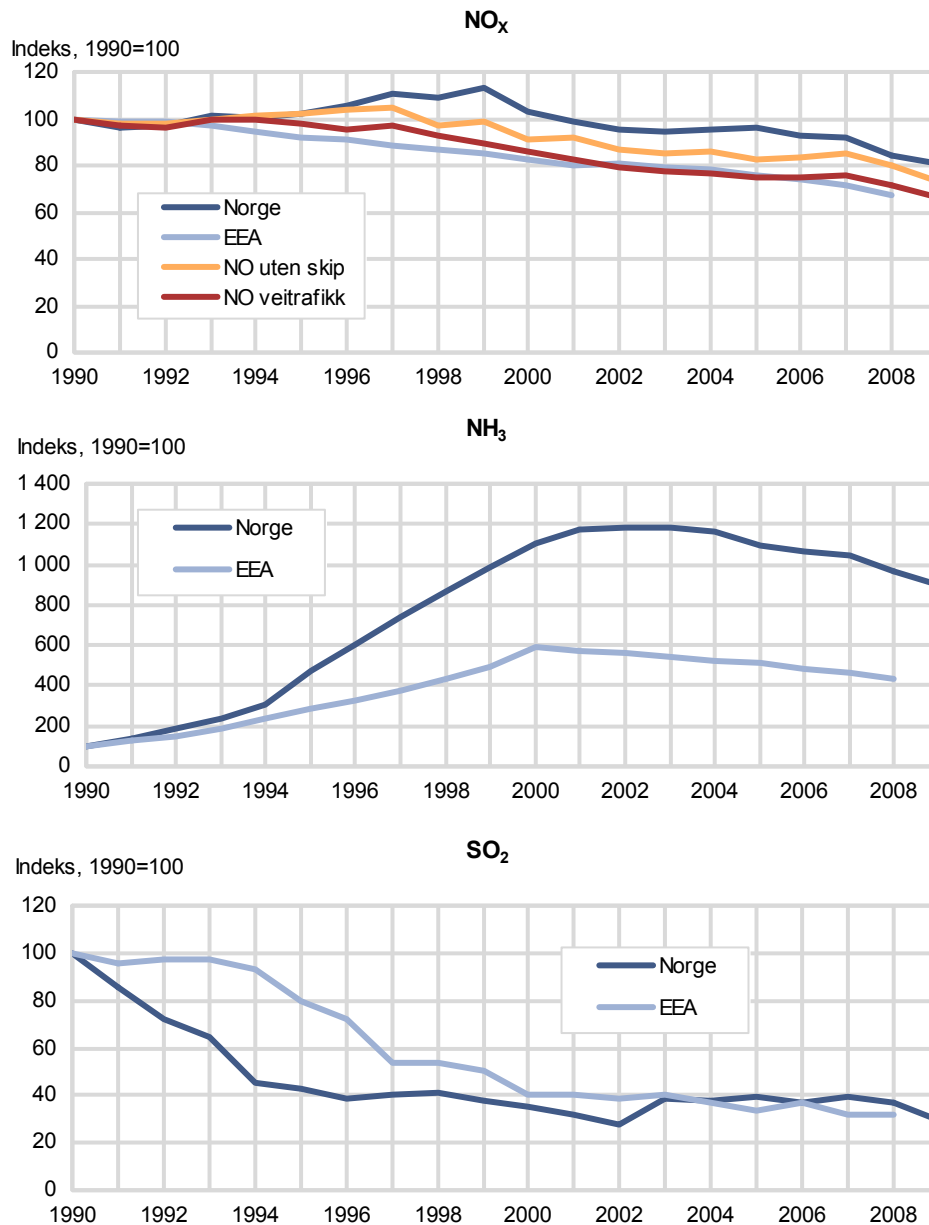 NOX
Indeks, 1990=100
120
100
80
60
40
20
0
Norge
EEA
NO uten skip
NO veitrafikk
1990 1992 1994 1996 1998 2000 2002 2004 2006 2008
NH3
Indeks, 1990=100
1 400
1 200
1 000
800
600
400
200
0
Norge
EEA
1990 1992 1994 1996 1998 2000 2002 2004 2006 2008
SO2
Indeks, 1990=100
120
100
80
60
40
20
0
Norge
EEA
1990 1992 1994 1996 1998 2000 2002 2004 2006 2008